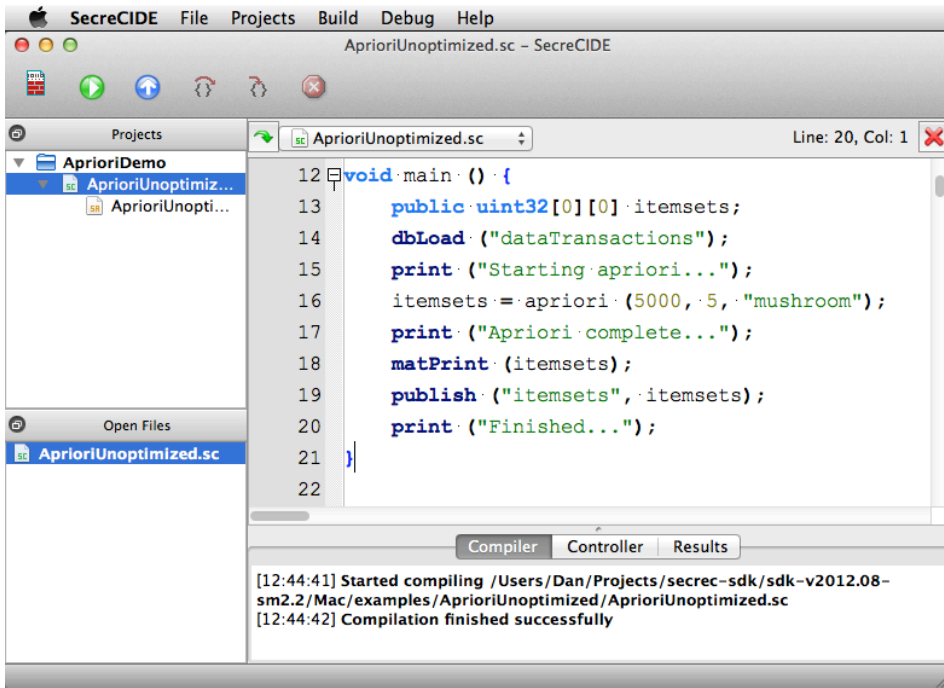 SecreCIDE File Projects Build Debug Help
AprioriUnoptimized.sc – SecreCIDE
Projects
AprioriUnoptimized.sc
Line: 20, Col: 1
AprioriDemo
SC AprioriUnoptimiz...
SA AprioriUnopti...
12 void main () {
13 public uint32[0][0] itemsets;
14 dbLoad ("dataTransactions");
15 print ("Starting apriori...");
16 itemsets = apriori (5000, 5, "mushroom");
17 print ("Apriori complete...");
18 matPrint (itemsets);
19 publish ("itemsets", itemsets);
20 print ("Finished...");
21 }
22
Open Files
SC AprioriUnoptimized.sc
Compiler Controller Results
[12:44:41] Started compiling /Users/Dan/Projects/secrec-sdk/sdk-v2012.08-
sm2.2/Mac/examples/AprioriUnoptimized/AprioriUnoptimized.sc
[12:44:42] Compilation finished successfully